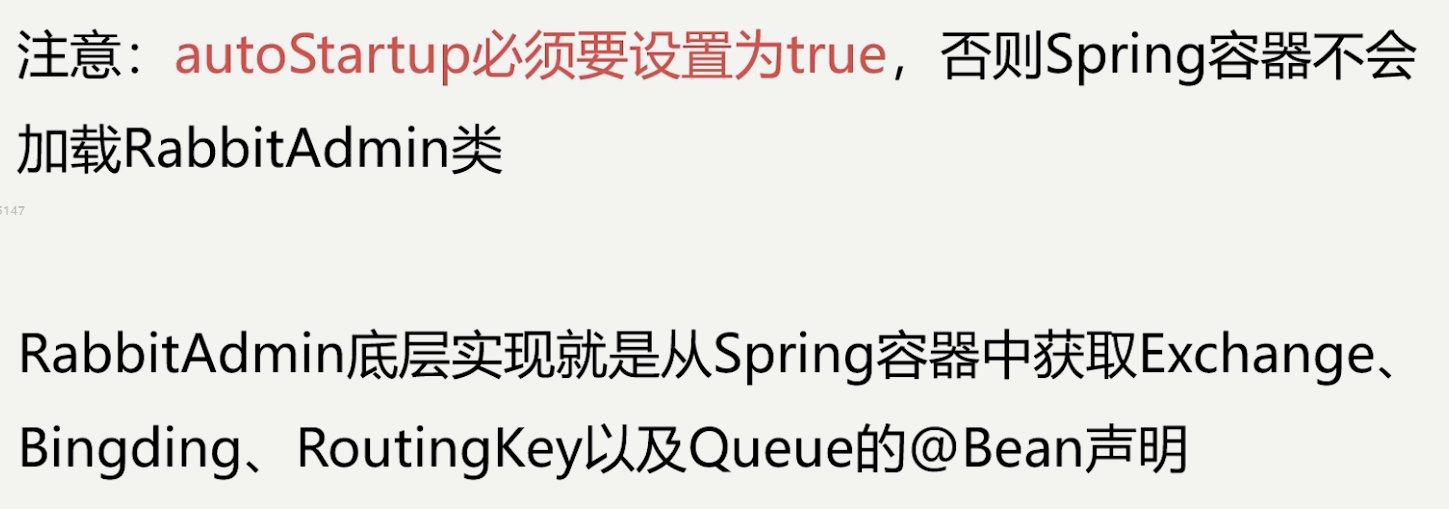 注意：autoStartup必须要设置为true，否则Spring容器不会
加载RabbitAdmin类
5147
RabbitAdmin底层实现就是从Spring容器中获取Exchange、
Bingding、RoutingKey以及Queue的@Bean声明